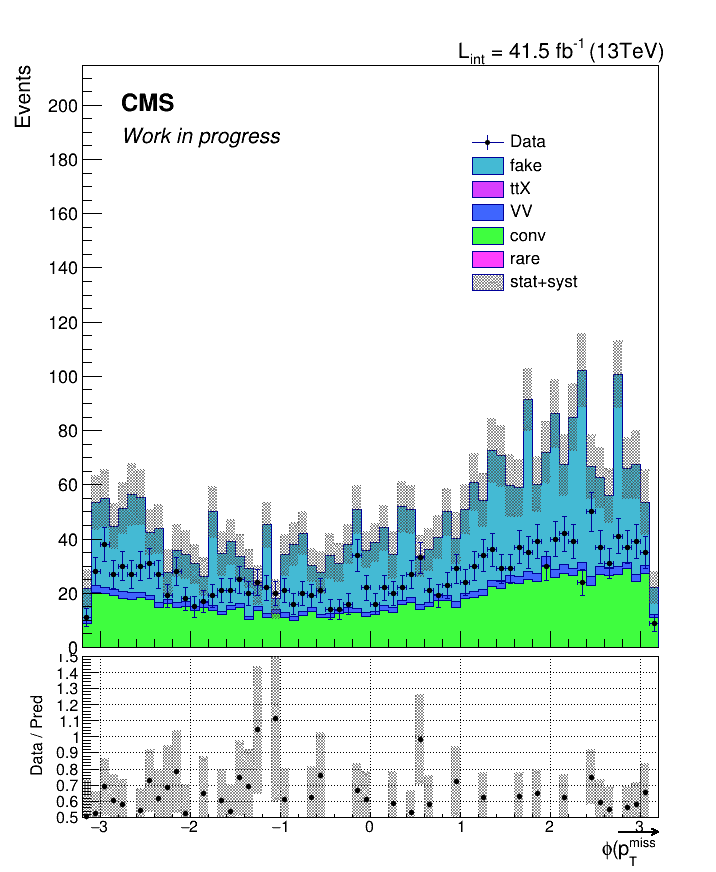 L_int = 41.5 fb^-1 (13TeV)
Events
CMS
Work in progress
Data
fake
ttX
VV
conv
rare
stat+syst
200
180
160
140
120
100
80
60
40
20
0
Data / Pred
1.5
1.4
1.3
1.2
1.1
1
0.9
0.8
0.7
0.6
0.5
−3 −2 −1 0 1 2 3
ϕ(p_T^miss